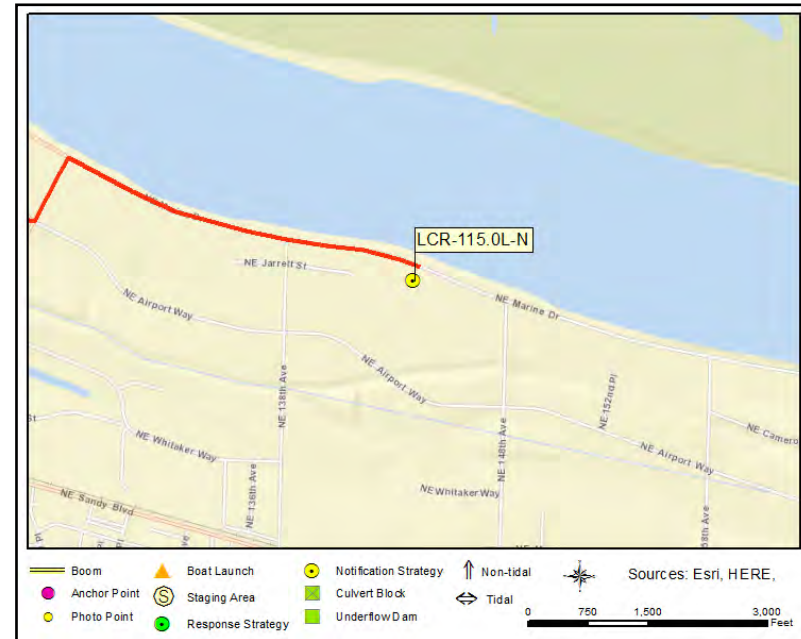 LCR-115.0L-N
NE Jarrett St
NE Marine Dr
NE Airport Way
NE 138th Ave
NE Airport Way
NE 148th Ave
NE 152nd Pl
NE Camero
NE Airport Way
St
NE Whitaker Way
NE 136th Ave
NE Whitaker Way
NE Sandy Blvd
58th Ave
Pl
Boom
Boat Launch
Notification Strategy
Non-tidal
Sources: Esri, HERE,
Anchor Point
S Staging Area
Culvert Block
Tidal
Photo Point
Response Strategy
Underflow Dam
0 750 1,500 3,000
Feet